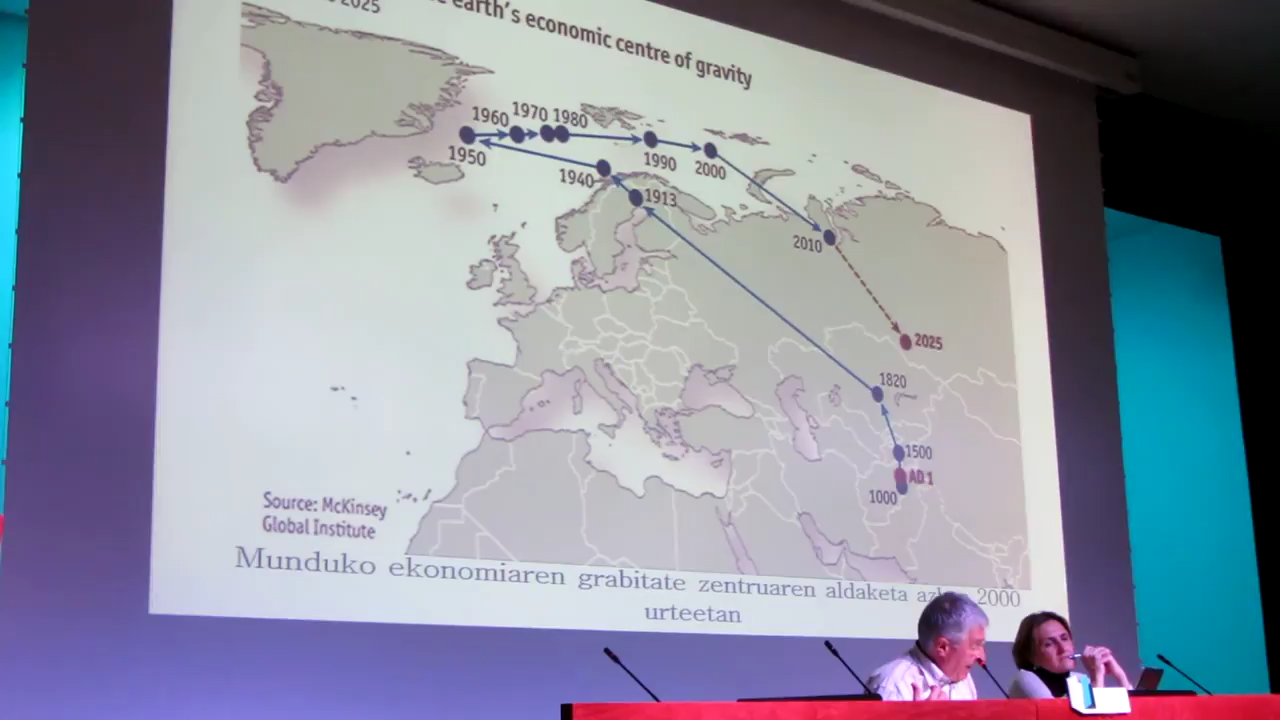 2025
earth's economic centre of gravity
1970 1980
1960
1950
1990
2000
1940
1913
2010
2025
1820
1500
AD 1
1000
Source: McKinsey
Global Institute
Munduko ekonomiaren grabitate zentruaren aldaketa 2000
urteetan